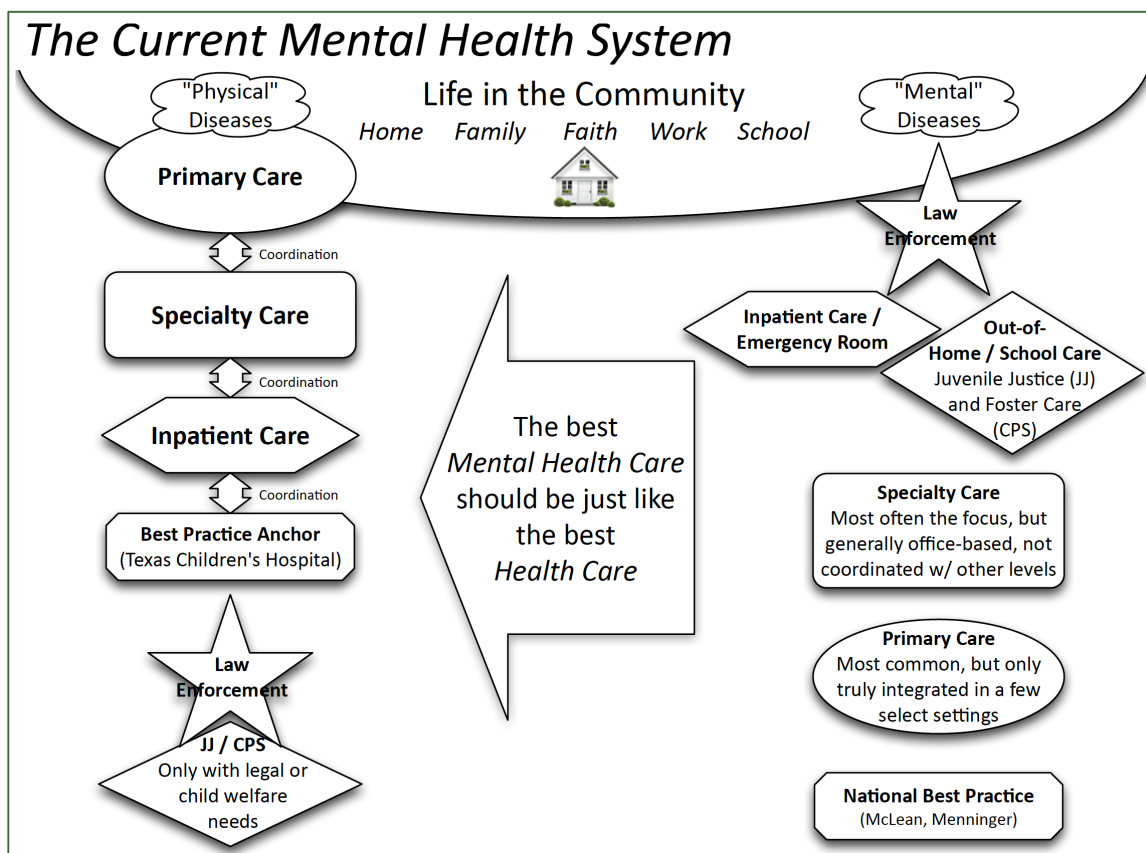 The Current Mental Health System
"Physical"
Diseases
Life in the Community
Home Family Faith Work School
"Mental"
Diseases
Primary Care
Coordination
Specialty Care
Coordination
Inpatient Care
Coordination
Best Practice Anchor
(Texas Children's Hospital)
Law
Enforcement
JJ / CPS
Only with legal or
child welfare
needs
The best
Mental Health Care
should be just like
the best
Health Care
Law
Enforcement
Inpatient Care /
Emergency Room
Out-of-
Home / School Care
Juvenile Justice (JJ)
and Foster Care
(CPS)
Specialty Care
Most often the focus, but
generally office-based, not
coordinated w/ other levels
Primary Care
Most common, but only
truly integrated in a few
select settings
National Best Practice
(McLean, Menninger)